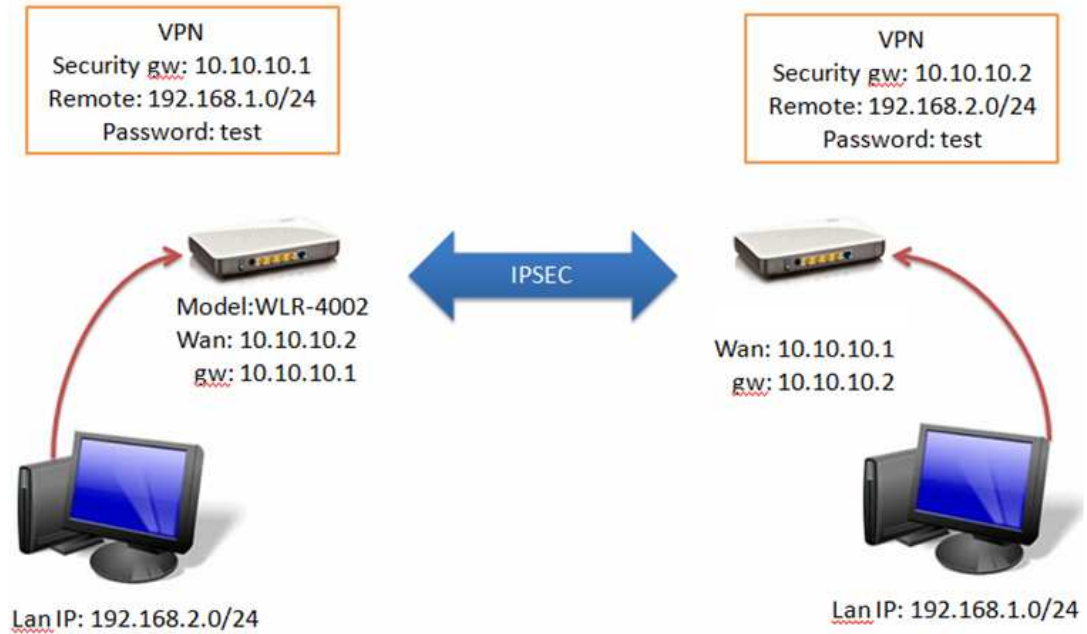 VPN
Security gw: 10.10.10.1
Remote: 192.168.1.0/24
Password: test
VPN
Security gw: 10.10.10.2
Remote: 192.168.2.0/24
Password: test
IPSEC
Model:WLR-4002
Wan: 10.10.10.2
gw: 10.10.10.1
Wan: 10.10.10.1
gw: 10.10.10.2
Lan IP: 192.168.2.0/24
Lan IP: 192.168.1.0/24